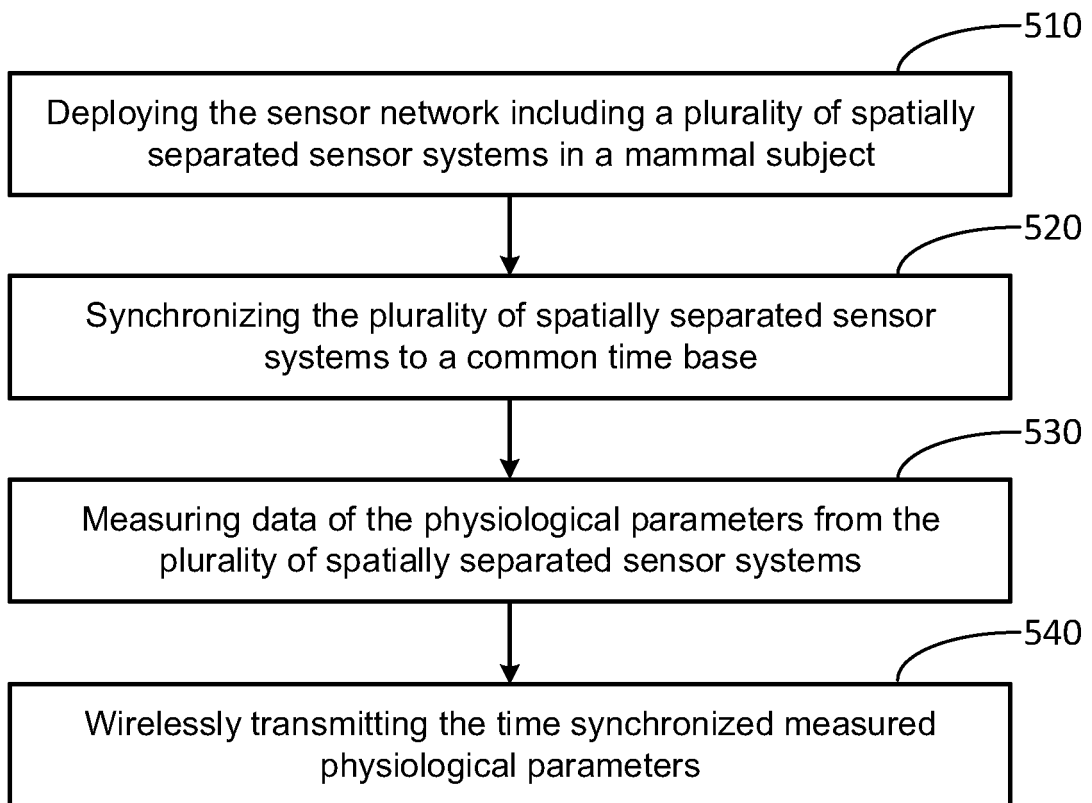 510
Deploying the sensor network including a plurality of spatially
separated sensor systems in a mammal subject
520
Synchronizing the plurality of spatially separated sensor
systems to a common time base
530
Measuring data of the physiological parameters from the
plurality of spatially separated sensor systems
540
Wirelessly transmitting the time synchronized measured
physiological parameters